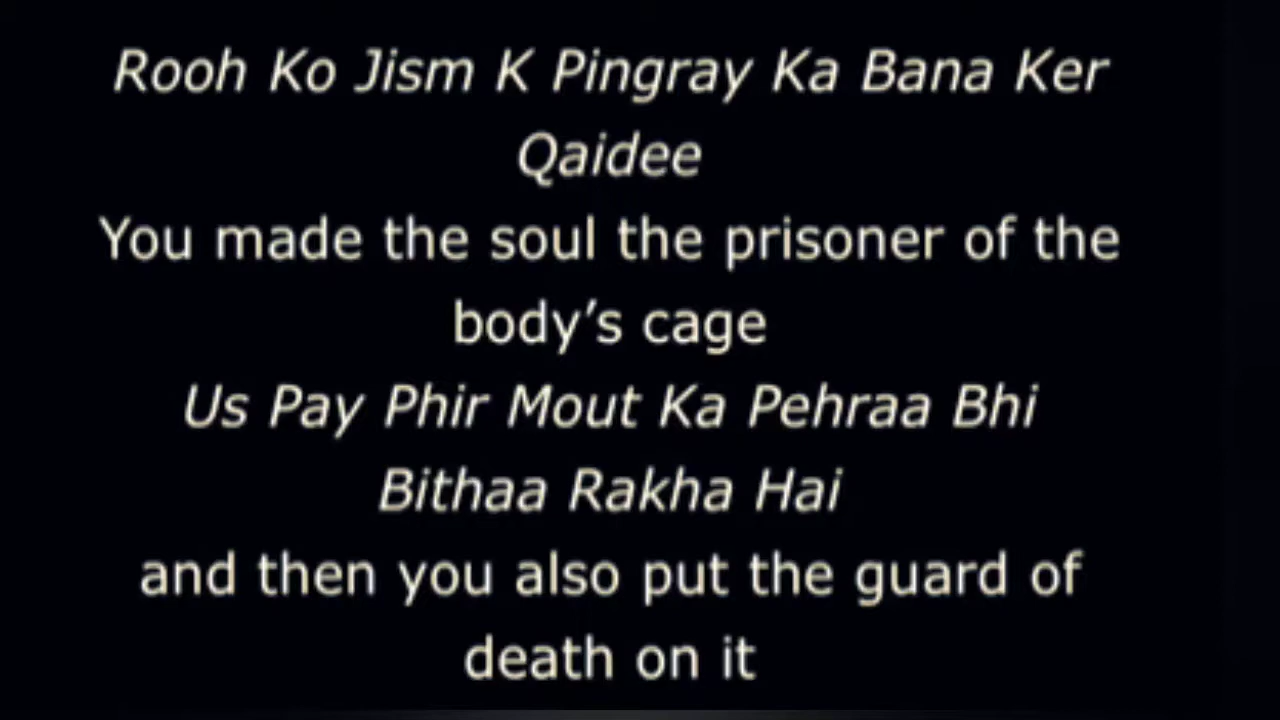 Rooh Ko Jism K Pingray Ka Bana Ker
Qaidee
You made the soul the prisoner of the
body’s cage
Us Pay Phir Mout Ka Pehraa Bhi
Bithaa Rakha Hai
and then you also put the guard of
death on it